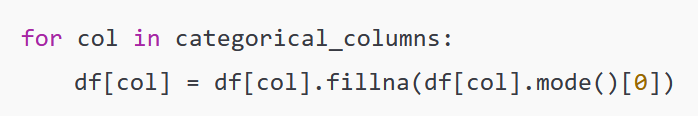 for col in categorical_columns:
    df[col] = df[col].fillna(df[col].mode()[0])